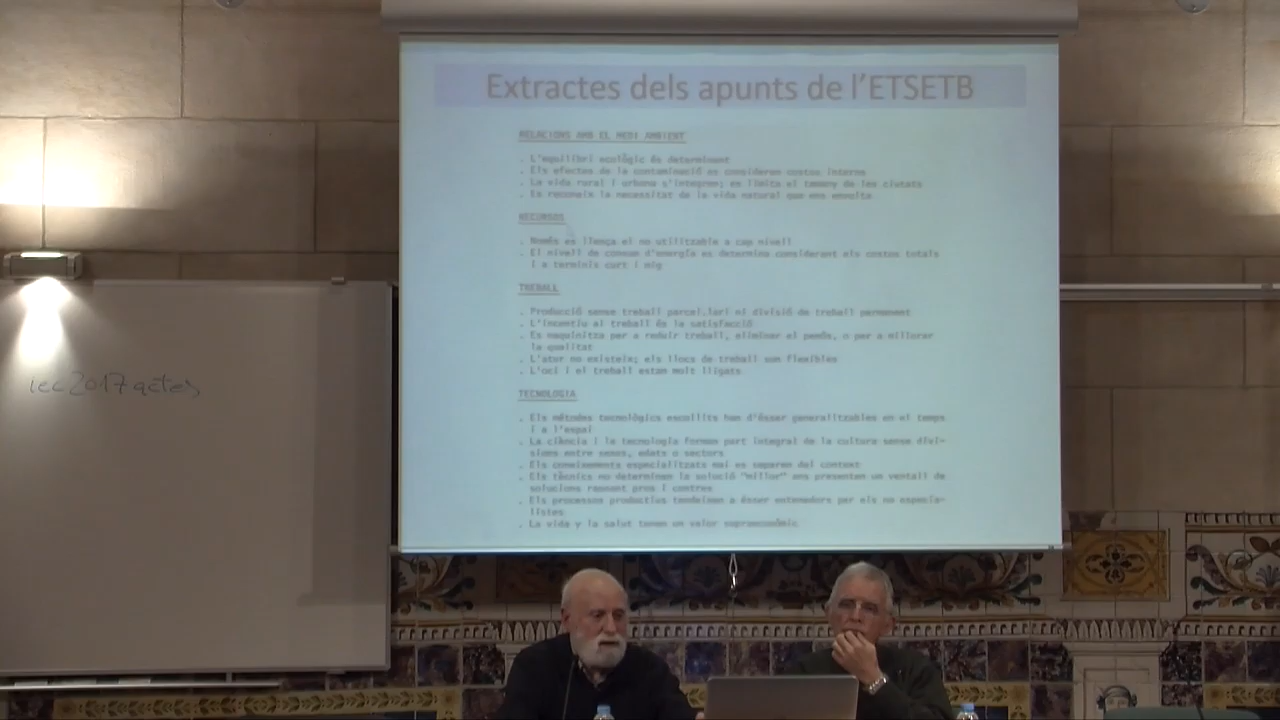 Extractes dels apunts de l'ETSETB
RELACIONS AMB EL MEDI AMBIENT
. L'equilibri ecològic és determinant
. Els efectes de la contaminació es consideren costos interns
. La vida rural i urbana s'integren; es limita el tamany de les ciutats
. Es reconeix la necessitat de la vida natural que ens envolta
RECURSOS
. Només es llença el no utilitzable a cap nivell
. El nivell de consum d'energia es determina considerant els costos totals
i a terminis curt i mig
TREBALL
. Producció sense treball parcel.lari ni divisió de treball permanent
. L'incentiu al treball és la satisfacció
. Es maquinitza per a reduir treball, eliminar el penós, o per a millorar
la qualitat
. L'atur no existeix; els llocs de treball son flexibles
. L'oci i el treball estan molt lligats
TECNOLOGIA
. Els mètodes tecnològics escollits han d'ésser generalitzables en el temps
i a l'espai
. La ciència i la tecnologia formen part integral de la cultura sense divi-
sions entre sexes, edats o sectors
. Els coneixements especialitzats mai es separen del context
. Els tècnics no determinen la solució "millor" ans presenten un ventall de
solucions raonant pros i contres
. Els processos productius tendeixen a ésser entenedors per els no especia-
listes
. La vida y la salut tenen un valor supraeconòmic
iec2017actes